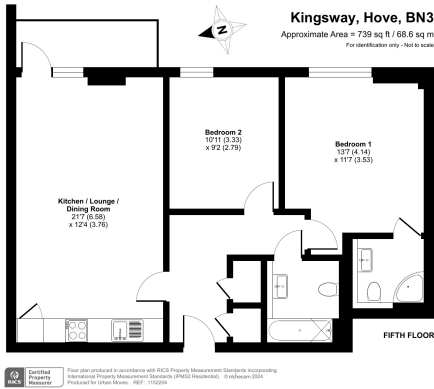 Kingsway, Hove, BN3
Approximate Area = 739 sq ft / 68.6 sq m
For identification only - Not to scale
N
Bedroom 2
10'11 (3.33)
x 9'2 (2.79)
Bedroom 1
13'7 (4.14)
x 11'7 (3.53)
Kitchen / Lounge /
Dining Room
21'7 (6.58)
x 12'4 (3.76)
FIFTH FLOOR
RICS
Certified
Property
Measurer
Floor plan produced in accordance with RICS Property Measurement Standards incorporating
International Property Measurement Standards (IPMS2 Residential). ©nichecom 2024.
Produced for Urban Moves. REF: 1152204